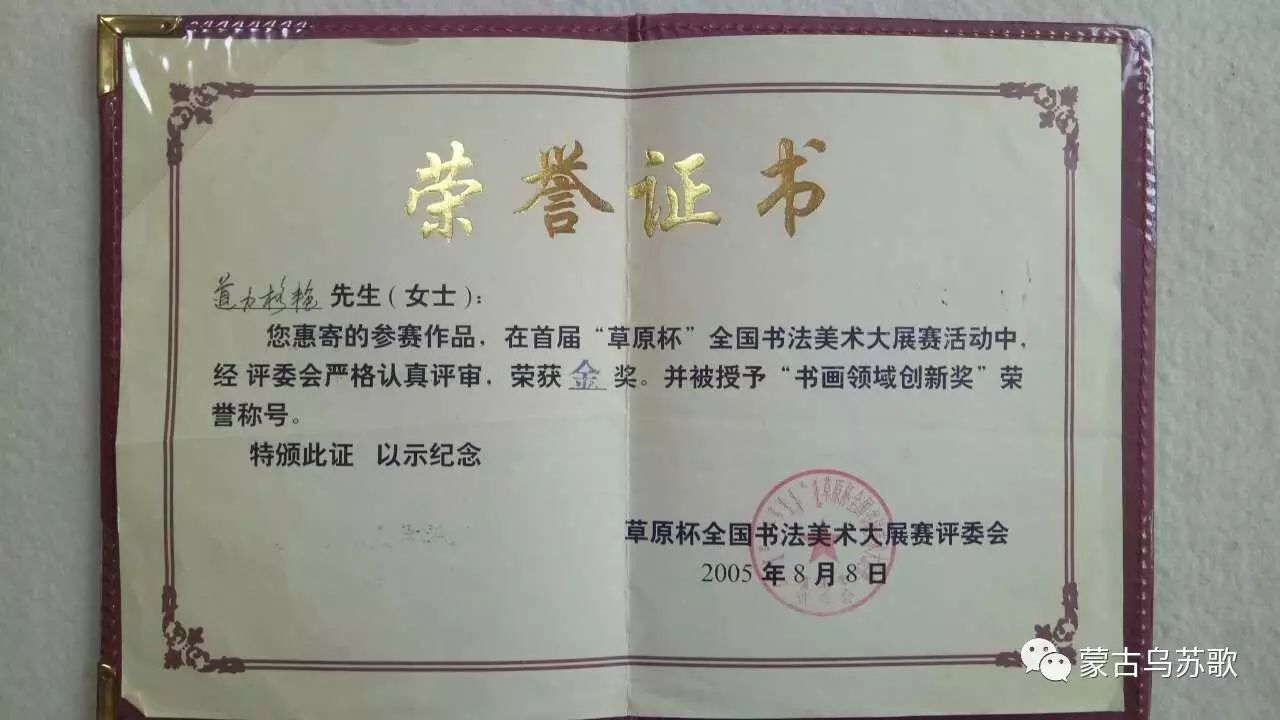 荣誉证书
道力格艳 先生(女士):
您惠寄的参赛作品,在首届“草原杯”全国书法美术大展赛活动中,
经 评委会严格认真评审,荣获 金 奖。并被授予“书画领域创新奖”荣
誉称号。
特颁此证 以示纪念
草原杯全国书法美术大展赛评委会
2005 年 8 月 8 日
蒙古乌苏歌